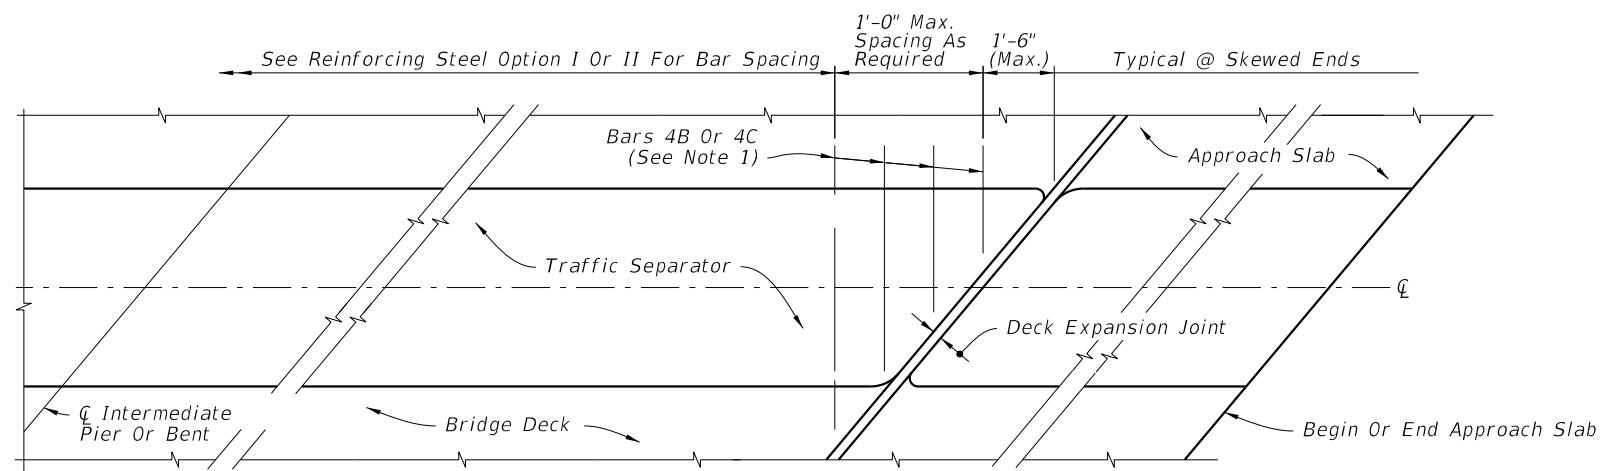 1'-0" Max.
Spacing As
Required
1'-6"
(Max.)
See Reinforcing Steel Option I Or II For Bar Spacing
Typical @ Skewed Ends
Bars 4B Or 4C
(See Note 1)
Approach Slab
Traffic Separator
℄
Deck Expansion Joint
℄ Intermediate
Pier Or Bent
Bridge Deck
Begin Or End Approach Slab